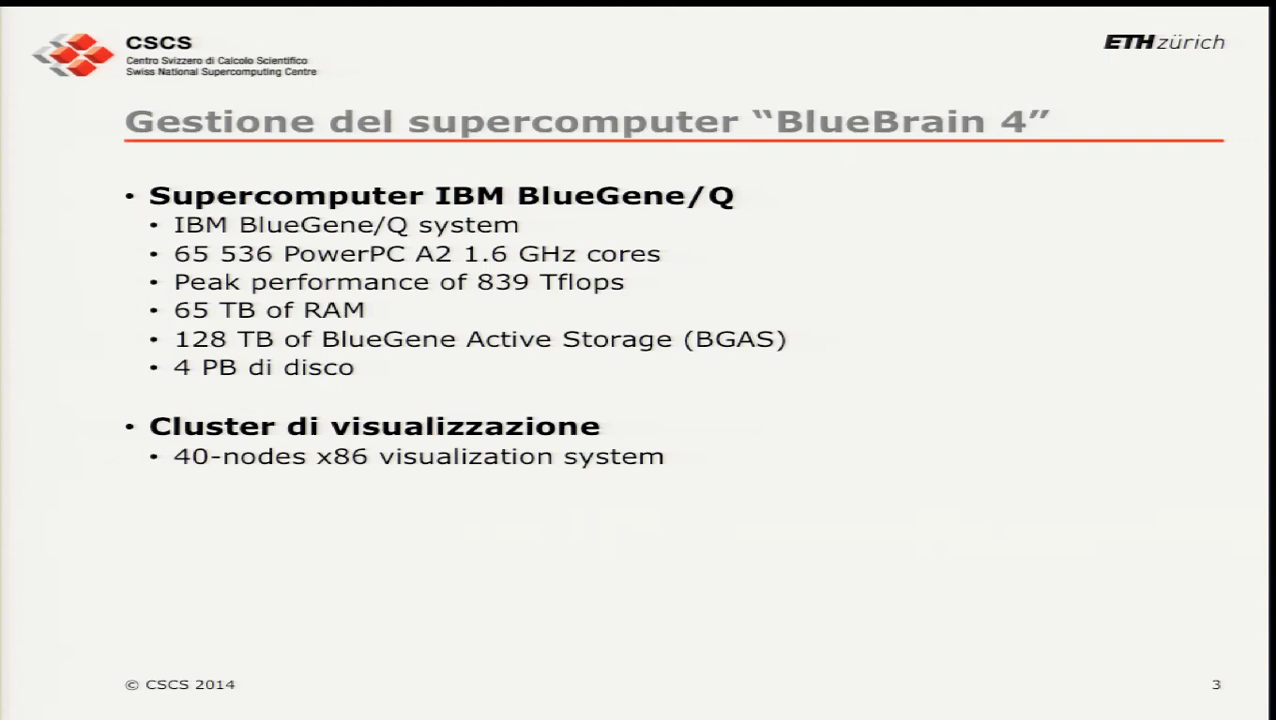 CSCS
Centro Svizzero di Calcolo Scientifico
Swiss National Supercomputing Centre
ETH zürich
Gestione del supercomputer “BlueBrain 4”
• Supercomputer IBM BlueGene/Q
• IBM BlueGene/Q system
• 65 536 PowerPC A2 1.6 GHz cores
• Peak performance of 839 Tflops
• 65 TB of RAM
• 128 TB of BlueGene Active Storage (BGAS)
• 4 PB di disco
• Cluster di visualizzazione
• 40-nodes x86 visualization system
© CSCS 2014
3